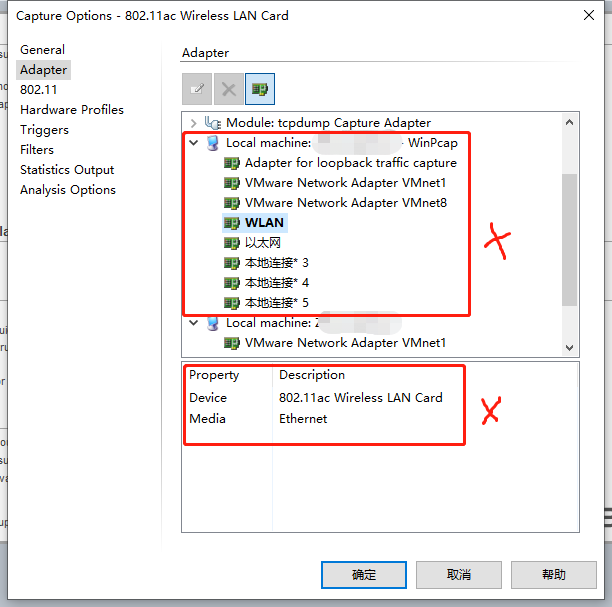 Capture Options - 802.11ac Wireless LAN Card
General
Adapter
802.11
Hardware Profiles
Triggers
Filters
Statistics Output
Analysis Options
Adapter
Module: tcpdump Capture Adapter
Local machine: - WinPcap
Adapter for loopback traffic capture
VMware Network Adapter VMnet1
VMware Network Adapter VMnet8
WLAN
以太网
本地连接* 3
本地连接* 4
本地连接* 5
Local machine: Z
VMware Network Adapter VMnet1
Property Description
Device 802.11ac Wireless LAN Card
Media Ethernet
确定 取消 帮助